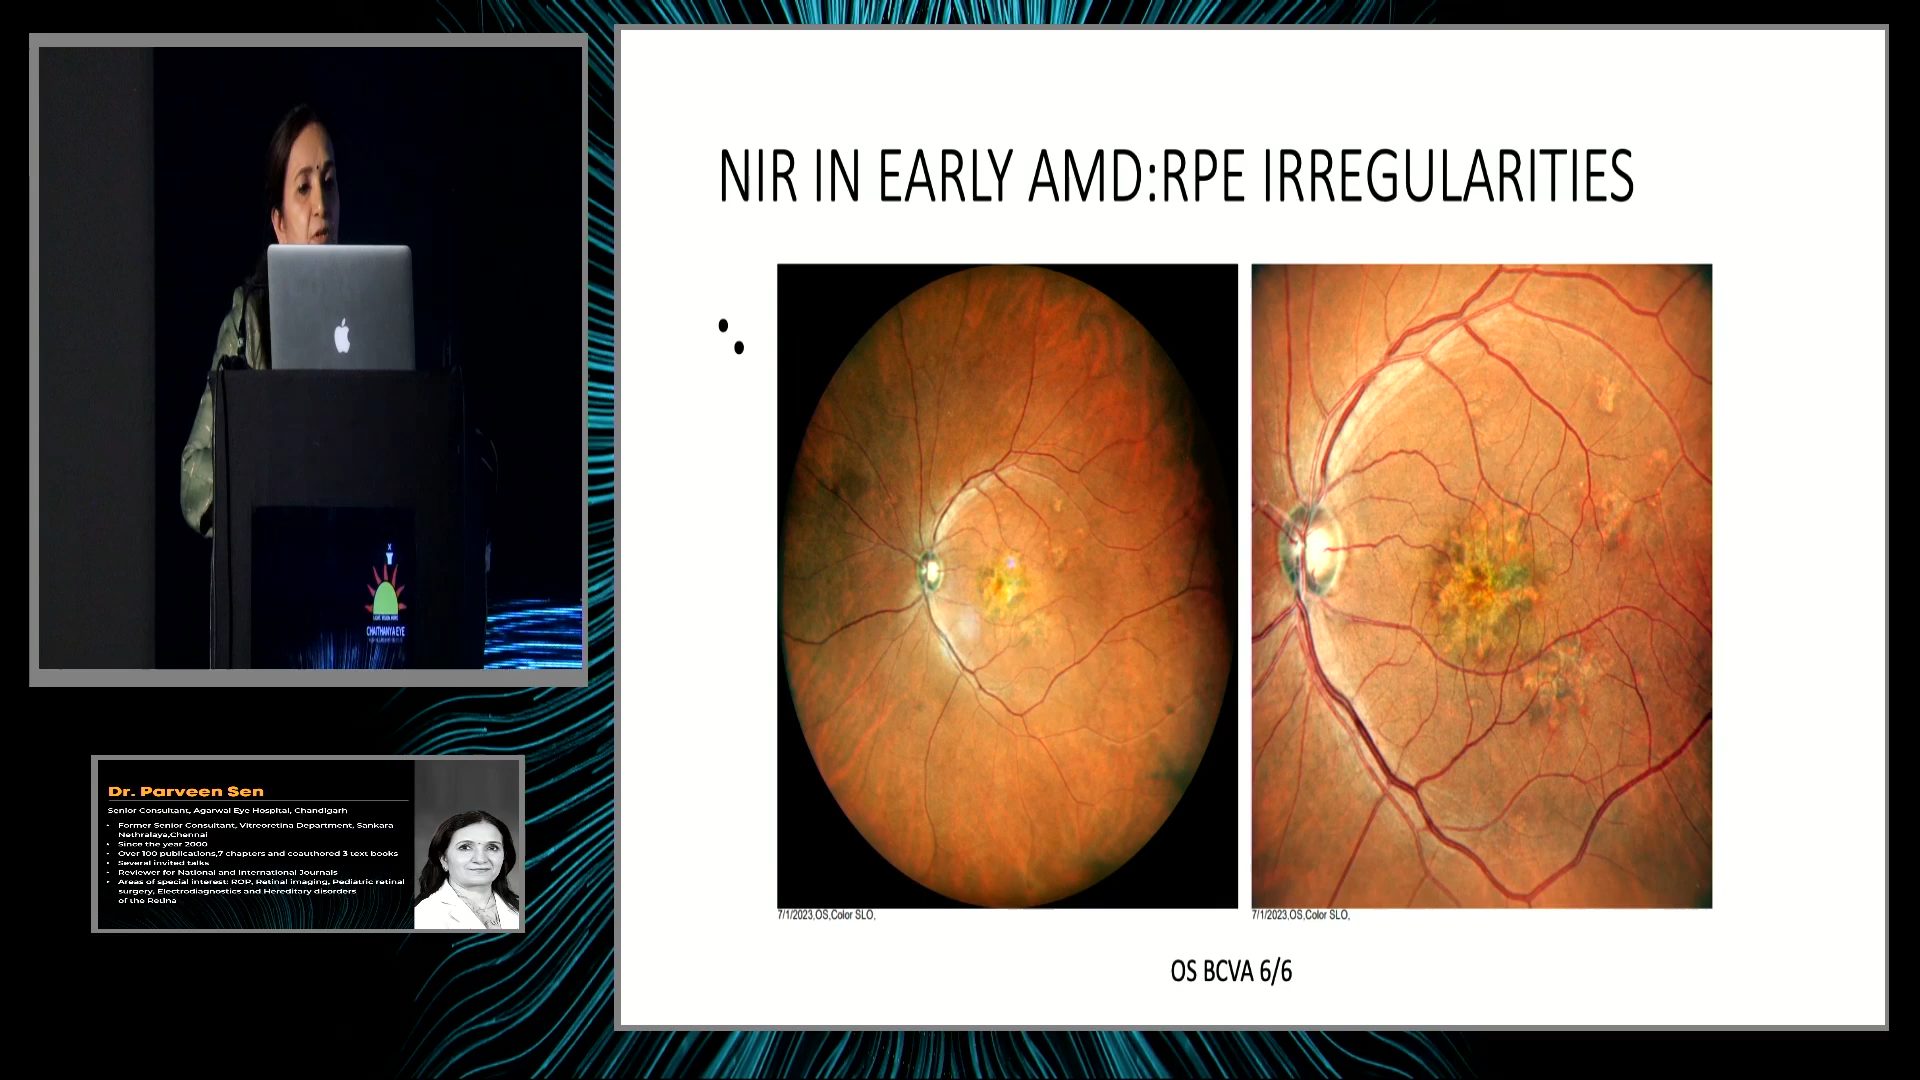 NIR IN EARLY AMD:RPE IRREGULARITIES
7/1/2023,OS,Color SLO,
7/1/2023,OS,Color SLO,
OS BCVA 6/6
CHAITHANYA EYE
Dr. Parveen Sen
Senior Consultant, Agarwal Eye Hospital, Chandigarh
• Former Senior Consultant, Vitreoretina Department, Sankara
Nethralaya,Chennai
• Since the year 2000
• Over 100 publications,7 chapters and coauthored 3 text books
• Several invited talks
• Reviewer for National and International Journals
• Areas of special interest: ROP, Retinal imaging, Pediatric retinal
surgery, Electrodiagnostics and Hereditary disorders
of the Retina